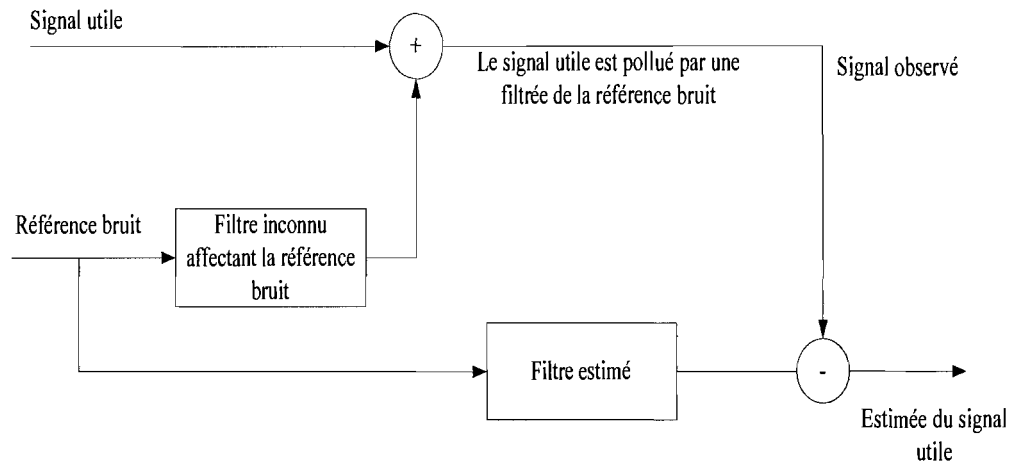 Signal utile
+
Le signal utile est pollué par une
filtrée de la référence bruit
Signal observé
Référence bruit
Filtre inconnu
affectant la référence
bruit
Filtre estimé
-
Estimée du signal
utile